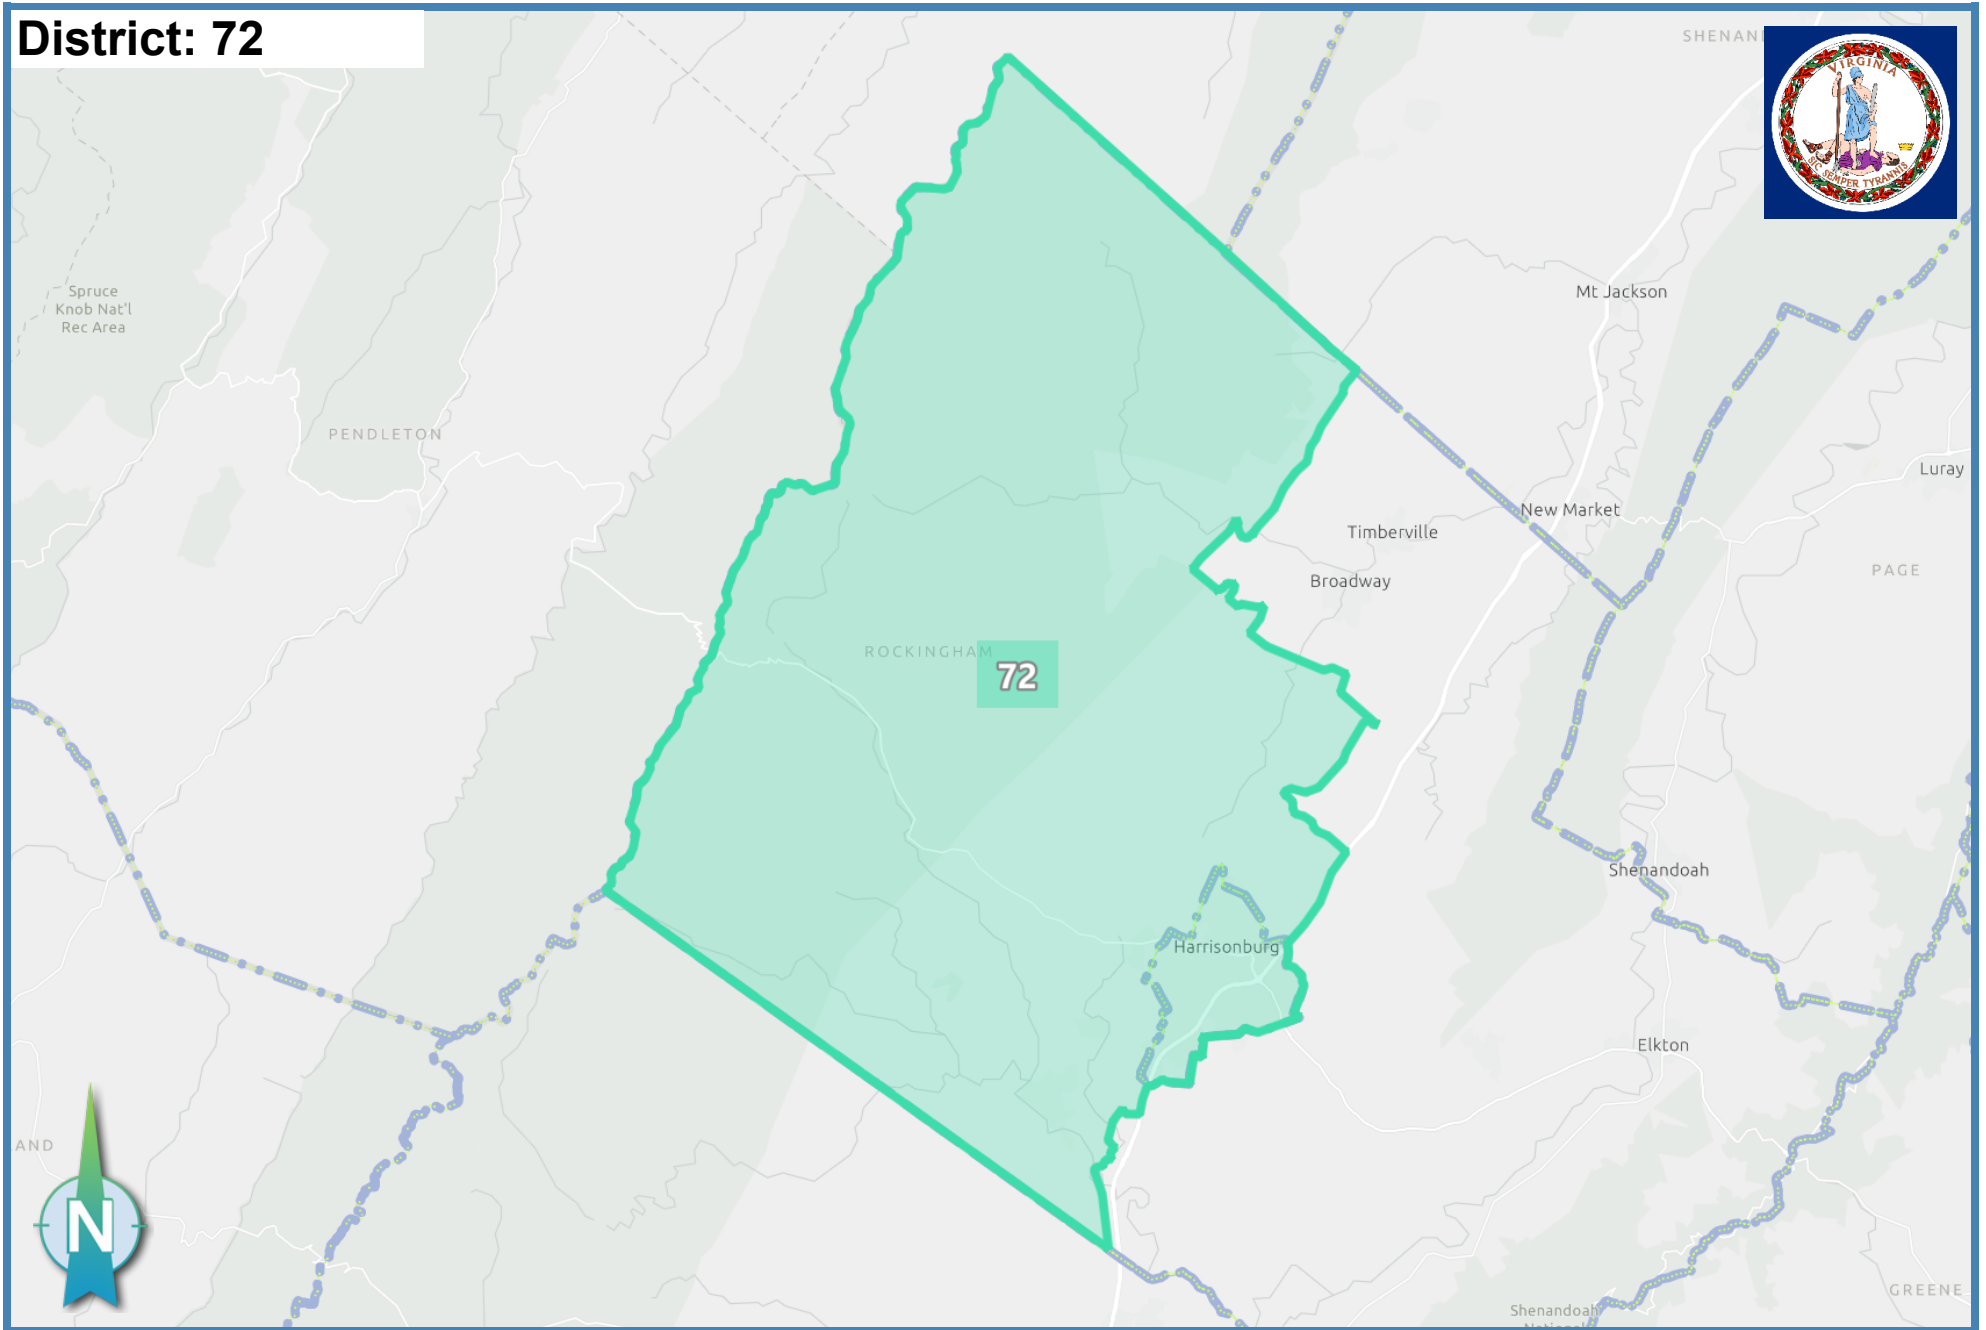 District: 72
SHENAN
VIRGINIA
SIC SEMPER TYRANNIS
Spruce
Knob Nat'l
Rec Area
Mt Jackson
PENDLETON
Luray
New Market
Timberville
Broadway
PAGE
ROCKINGHAM
72
Shenandoah
Harrisonburg
Elkton
AND
N
GREENE
Shenandoah
National